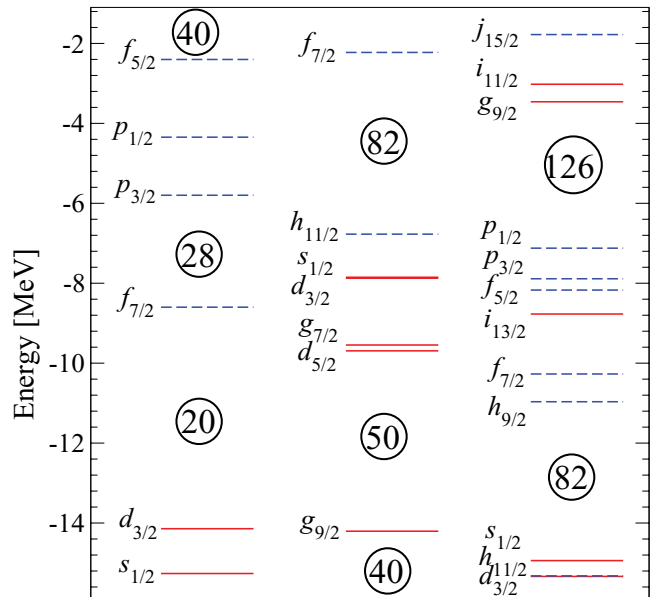 Energy [MeV]
-2
-4
-6
-8
-10
-12
-14
40
f5/2
p1/2
p3/2
28
f7/2
20
d3/2
s1/2
f7/2
82
h11/2
s1/2
d3/2
g7/2
d5/2
50
g9/2
40
j15/2
i11/2
g9/2
126
p1/2
p3/2
f5/2
i13/2
f7/2
h9/2
82
s1/2
h11/2
d3/2